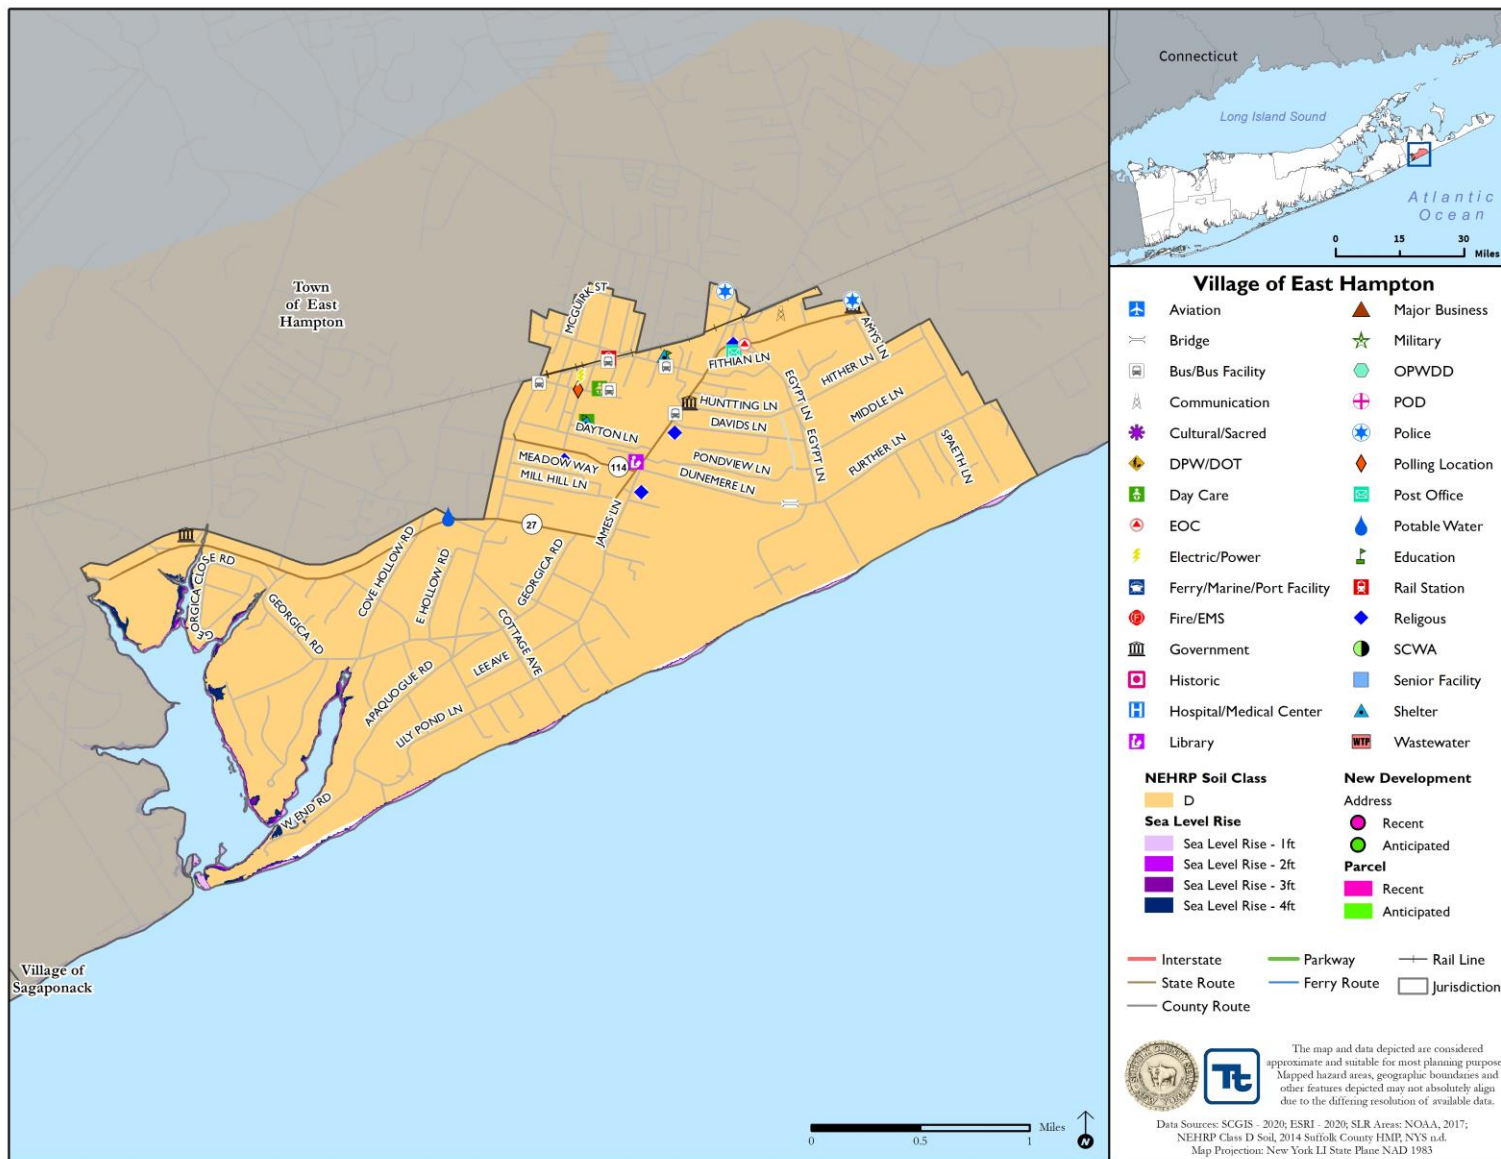 Town
of East
Hampton
MCGUIRK ST
AMYS LN
FITHIAN LN
HITHER LN
EGYPT LN
HUNTTING LN
MIDDLE LN
DAVIDS LN
DAYTON LN
EGYPT LN
FURTHER LN
SPAETH LN
MEADOW WAY
114
PONDVIEW LN
MILL HILL LN
DUNEMERE LN
27
JAMES LN
COVE HOLLOW RD
E HOLLOW RD
GEORGICA RD
GEORGICA CLOSE RD
GEORGICA RD
COTTAGE AVE
LEE AVE
APAQUOGUE RD
LILY POND LN
W END RD
Village of
Sagaponack
0 0.5 1 Miles
N
Connecticut
Long Island Sound
Atlantic
Ocean
0 15 30
Miles
Village of East Hampton
Aviation
Bridge
Bus/Bus Facility
Communication
Cultural/Sacred
DPW/DOT
Day Care
EOC
Electric/Power
Ferry/Marine/Port Facility
Fire/EMS
Government
Historic
Hospital/Medical Center
Library
Major Business
Military
OPWDD
POD
Police
Polling Location
Post Office
Potable Water
Education
Rail Station
Religous
SCWA
Senior Facility
Shelter
WTP Wastewater
NEHRP Soil Class
D
Sea Level Rise
Sea Level Rise - 1ft
Sea Level Rise - 2ft
Sea Level Rise - 3ft
Sea Level Rise - 4ft
New Development
Address
Recent
Anticipated
Parcel
Recent
Anticipated
Interstate
State Route
County Route
Parkway
Ferry Route
Rail Line
Jurisdiction
Tt
The map and data depicted are considered
approximate and suitable for most planning purpose
Mapped hazard areas, geographic boundaries and
other features depicted may not absolutely align
due to the differing resolution of available data.
Data Sources: SCGIS - 2020; ESRI - 2020; SLR Areas: NOAA, 2017;
NEHRP Class D Soil, 2014 Suffolk County HMP, NYS n.d.
Map Projection: New York LI State Plane NAD 1983